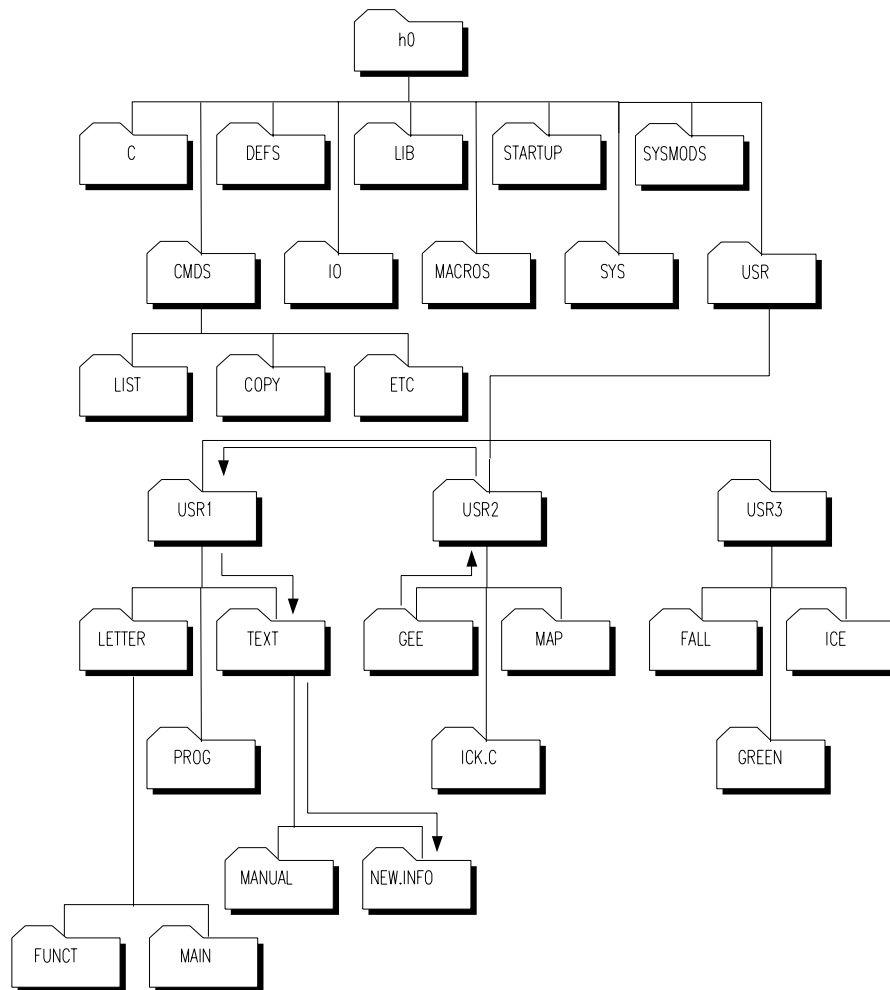 h0
C
DEFS
LIB
STARTUP
SYSMODS
CMDS
IO
MACROS
SYS
USR
LIST
COPY
ETC
USR1
USR2
USR3
LETTER
TEXT
GEE
MAP
FALL
ICE
PROG
ICK.C
GREEN
MANUAL
NEW.INFO
FUNCT
MAIN